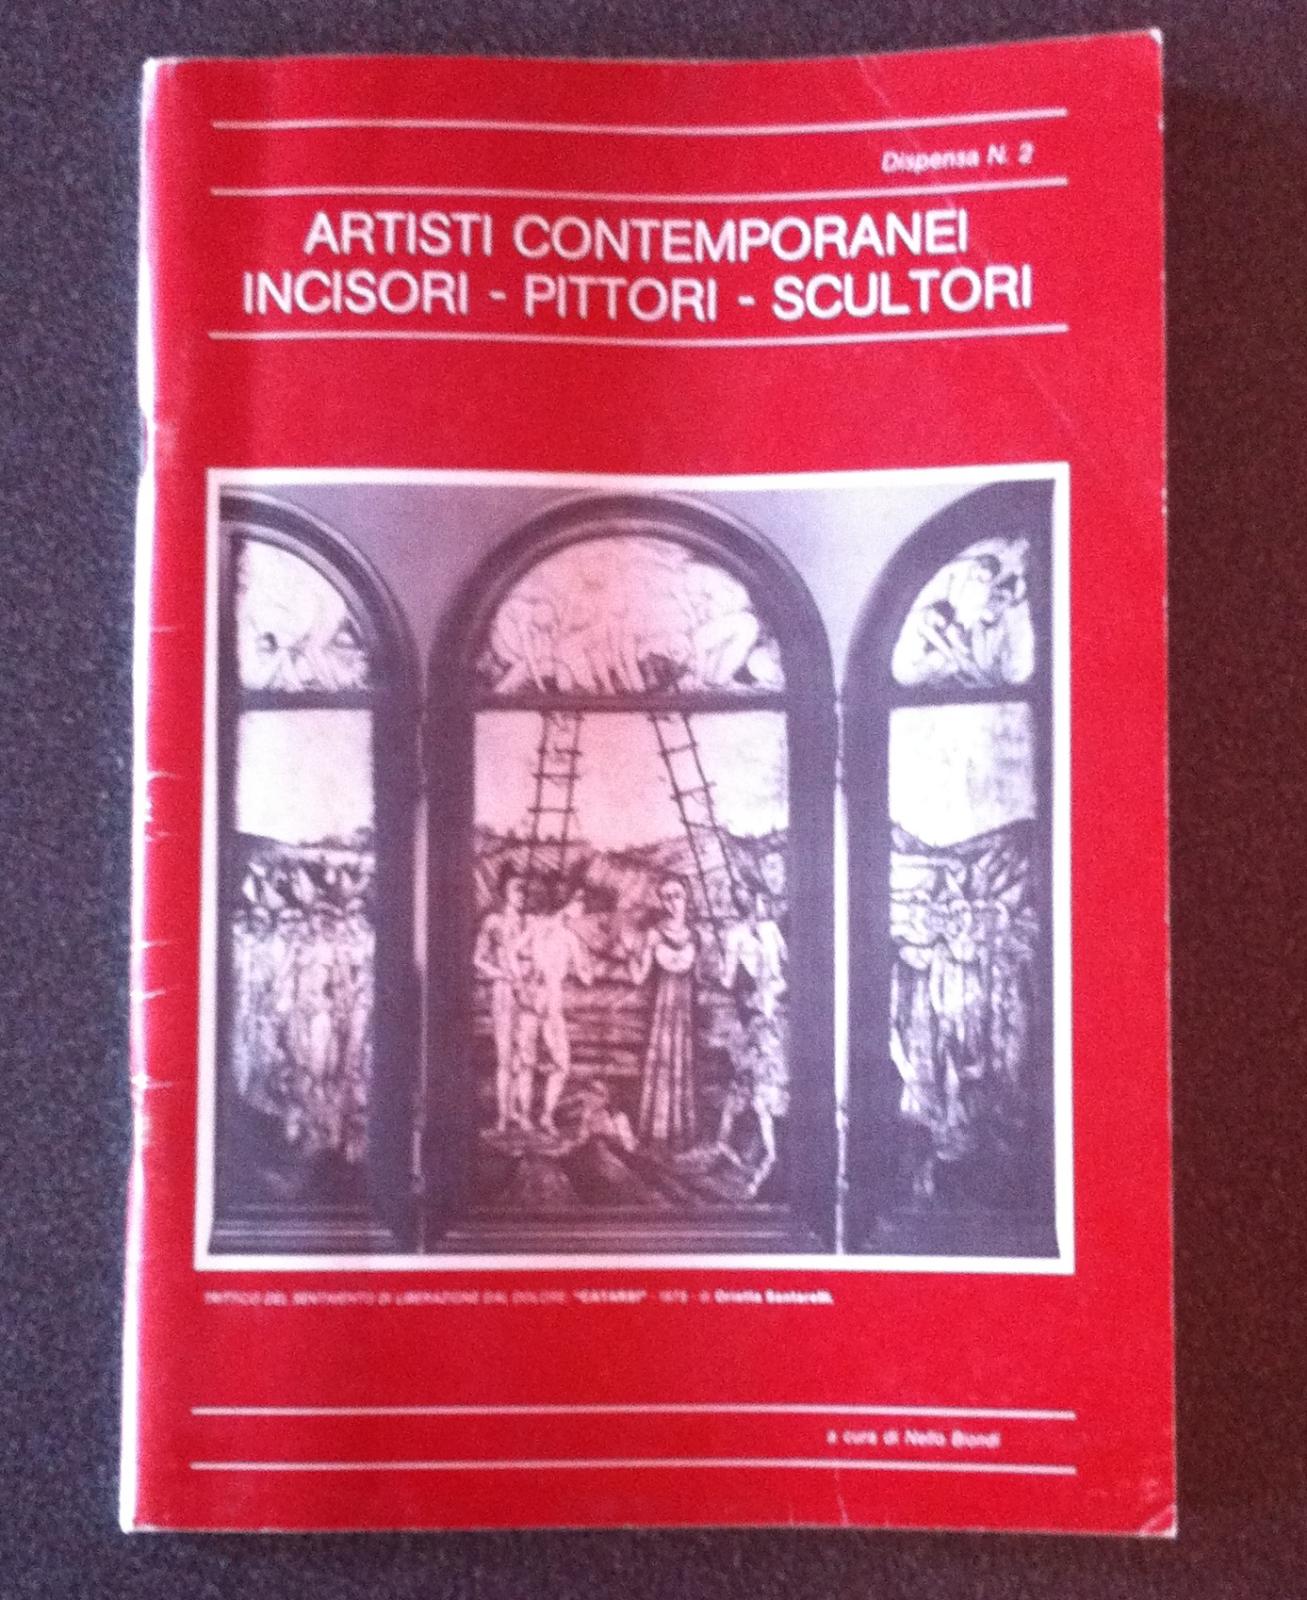 Dispensa N. 2
ARTISTI CONTEMPORANEI
INCISORI - PITTORI - SCULTORI
TRITTICO DEL SENTIMENTO DI LIBERAZIONE DAL DOLORE "CATARSI" di Oriella Santarelli,
a cura di Nello Biondi